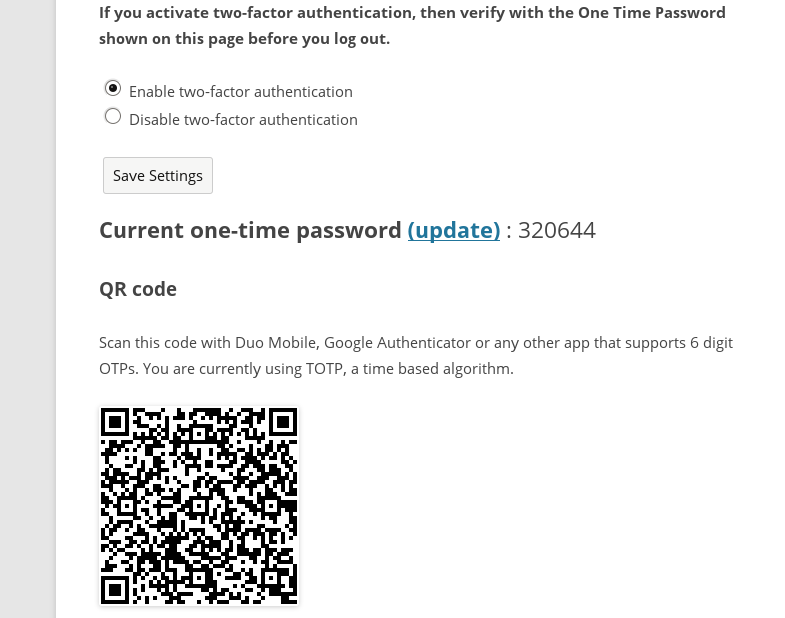 If you activate two-factor authentication, then verify with the One Time Password
shown on this page before you log out.
Enable two-factor authentication
Disable two-factor authentication
Save Settings
Current one-time password (update) : 320644
QR code
Scan this code with Duo Mobile, Google Authenticator or any other app that supports 6 digit
OTPs. You are currently using TOTP, a time based algorithm.